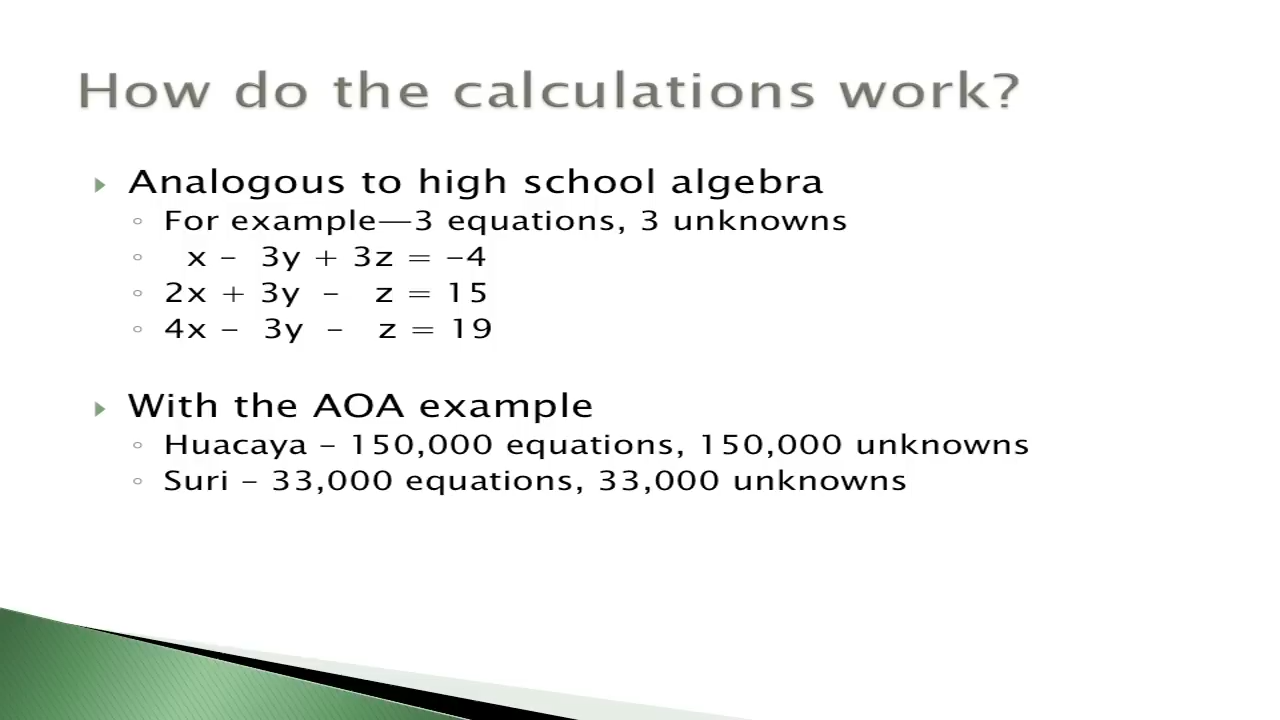 How do the calculations work?
Analogous to high school algebra
For example—3 equations, 3 unknowns
x – 3y + 3z = –4
2x + 3y – z = 15
4x – 3y – z = 19
With the AOA example
Huacaya – 150,000 equations, 150,000 unknowns
Suri – 33,000 equations, 33,000 unknowns